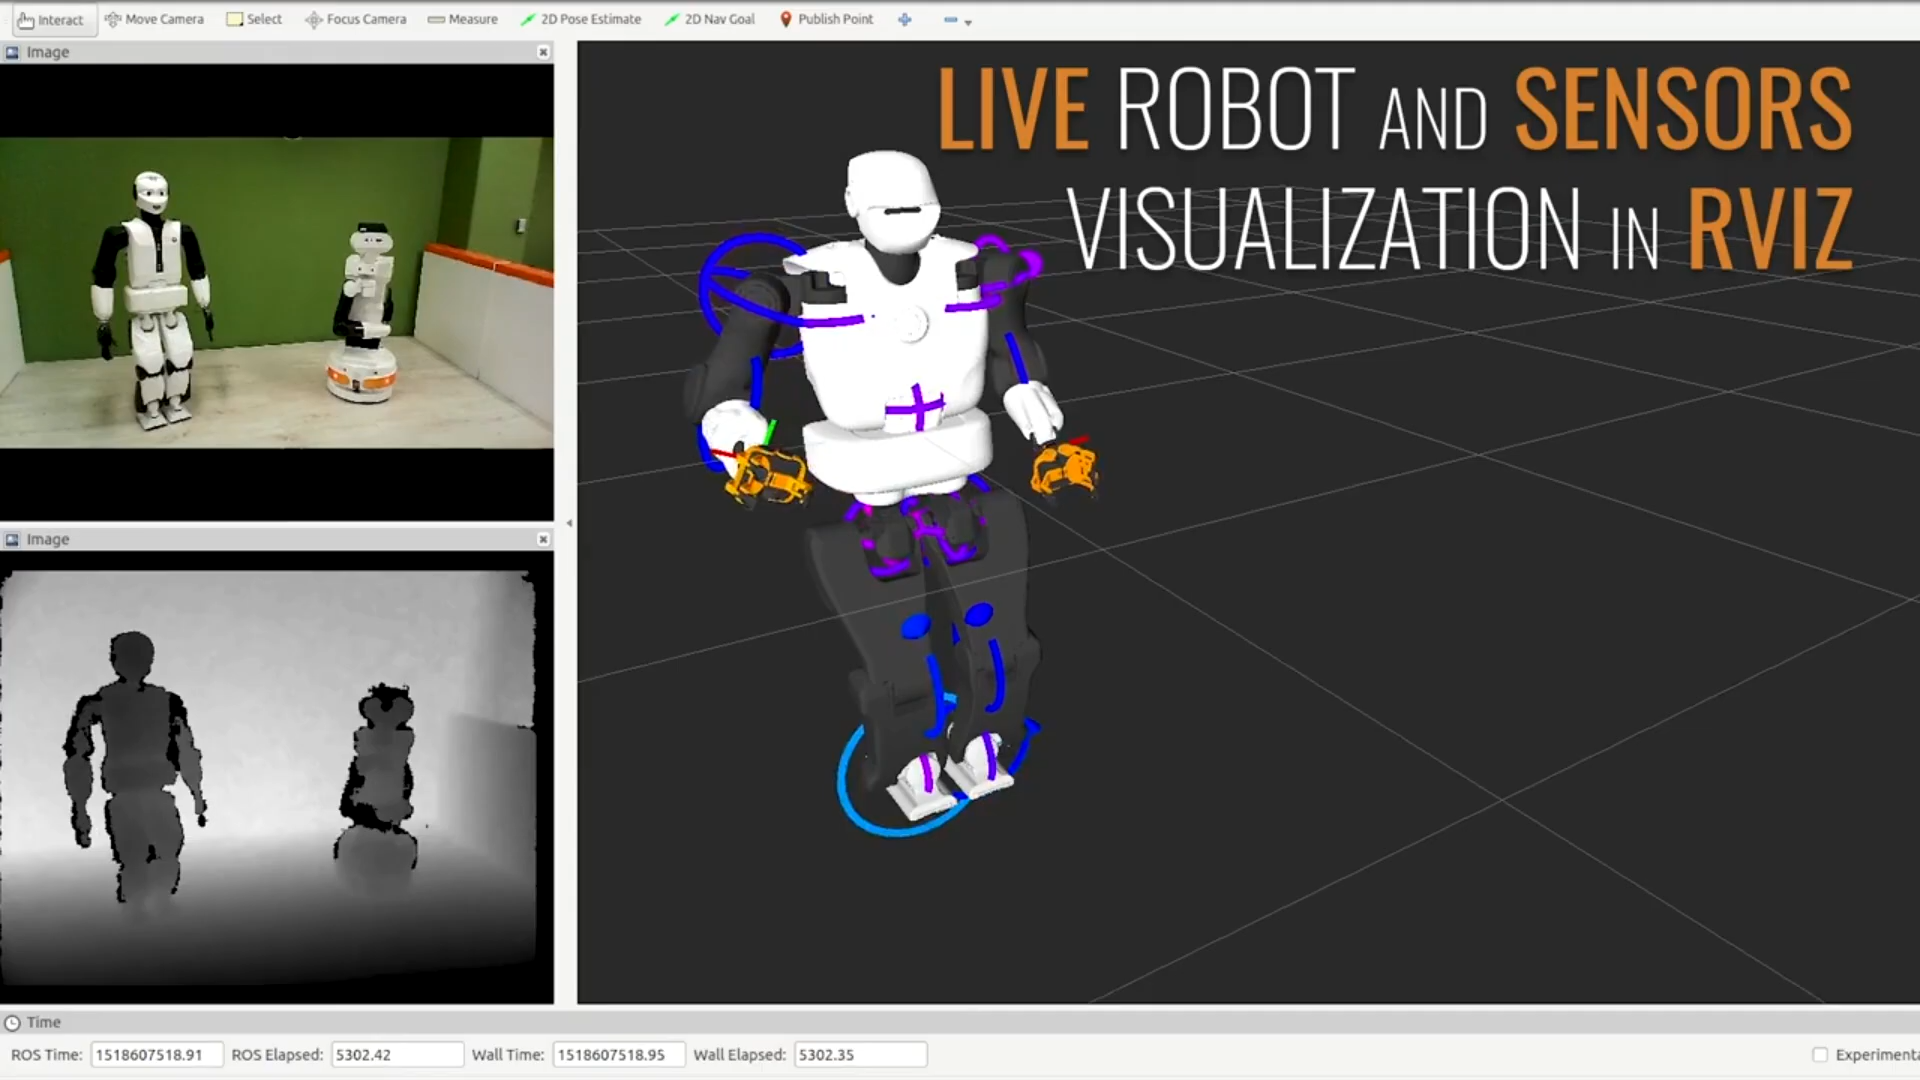 Interact Move Camera Select Focus Camera Measure 2D Pose Estimate 2D Nav Goal Publish Point
Image
LIVE ROBOT AND SENSORS
VISUALIZATION IN RVIZ
Image
Time
ROS Time: 1518607518.91 ROS Elapsed: 5302.42 Wall Time: 1518607518.95 Wall Elapsed: 5302.35 Experimenta